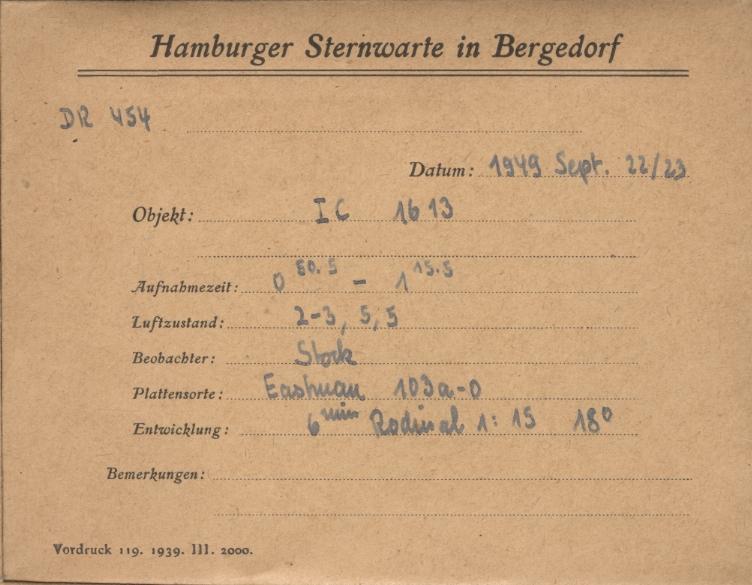 Hamburger Sternwarte in Bergedorf
DR 454
Datum: 1949 Sept. 22/23
Objekt: IC 1613
Aufnahmezeit: 0 50.5 – 1 15.5
Luftzustand: 2-3, 5,5
Beobachter: Stock
Plattensorte: Eastman 103a-O
Entwicklung: 6 min Rodinal 1:15 18°
Bemerkungen:
Vordruck 119. 1939. III. 2000.